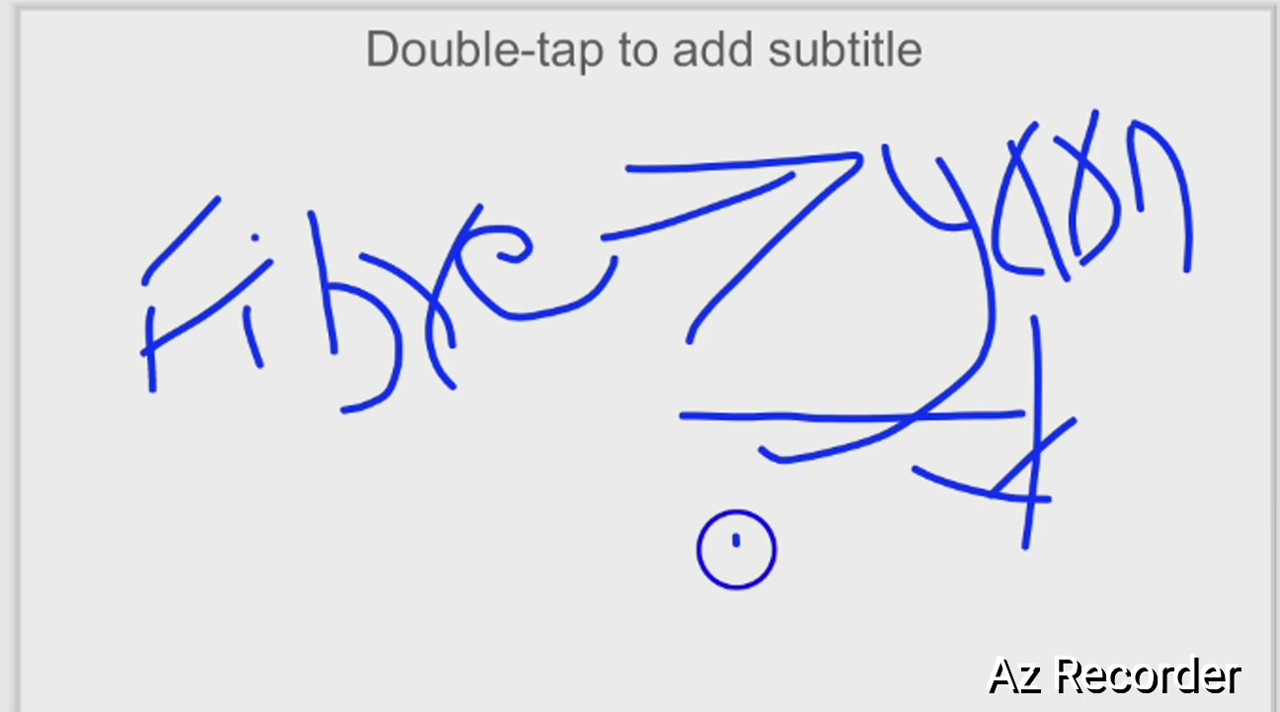 Double-tap to add subtitle
Fibre → yarn
Az Recorder